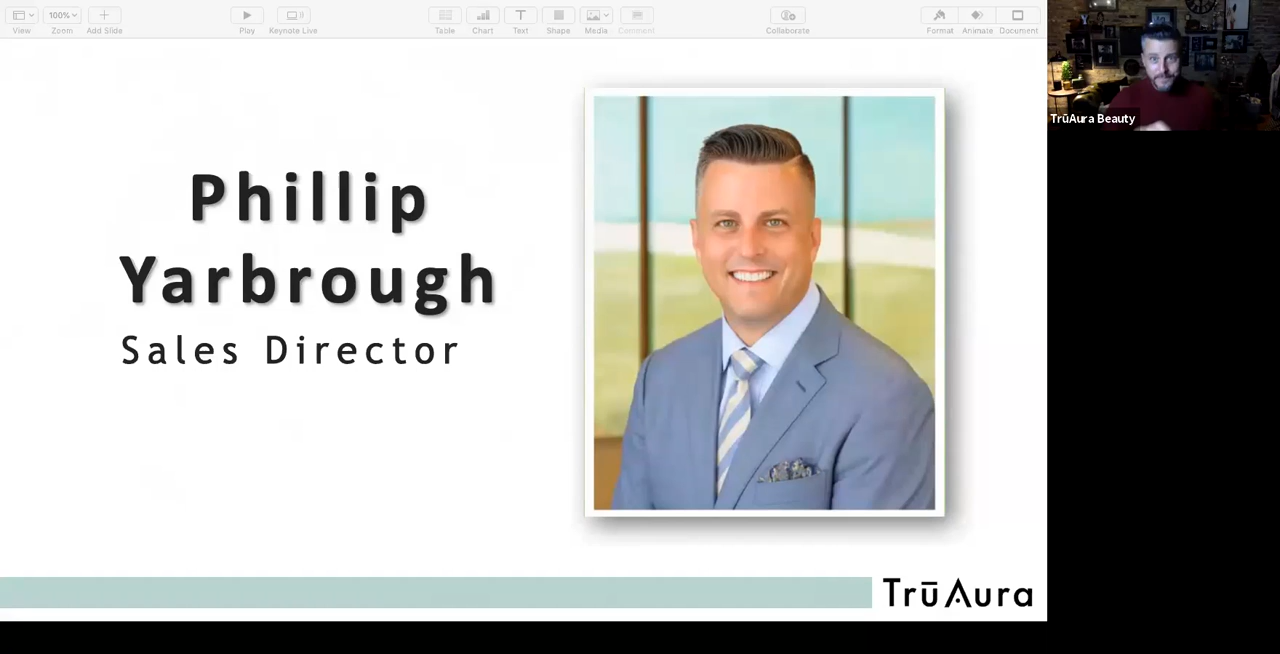 View
100%
Zoom
Add Slide
Play
Keynote Live
Table
Chart
Text
Shape
Media
Comment
Collaborate
Format
Animate
Document
TrūAura Beauty
Phillip
Yarbrough
Sales Director
TrūAura